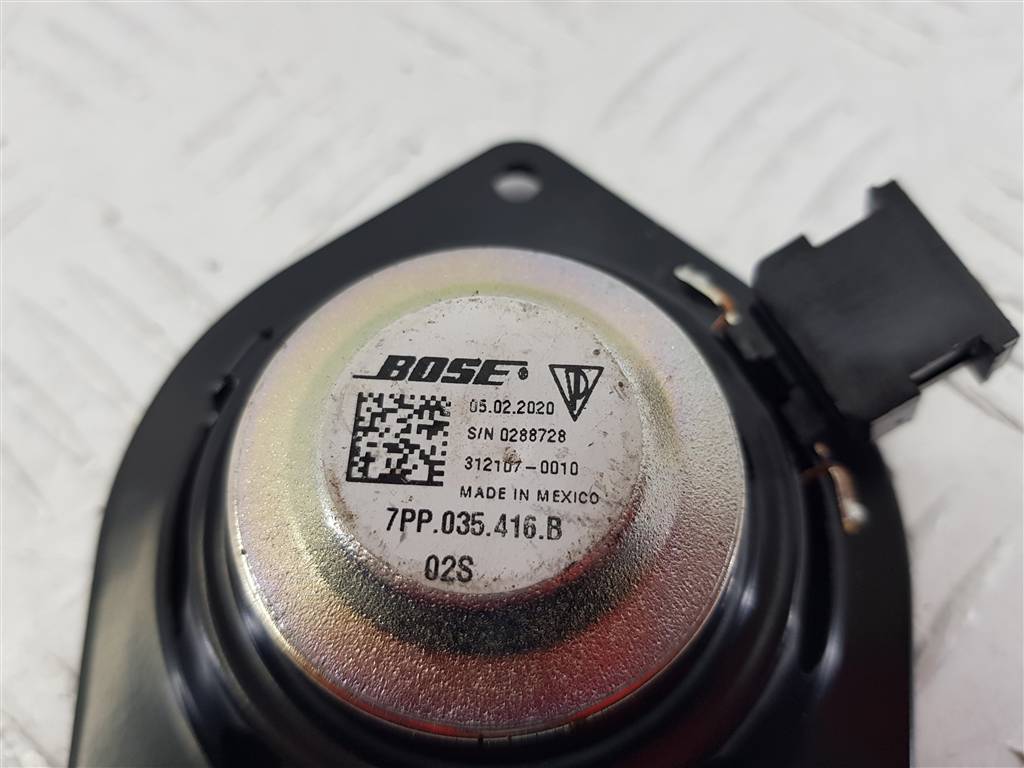 BOSE
05.02.2020
S/N 0288728
312107-0010
MADE IN MEXICO
7PP.035.416.B
02S